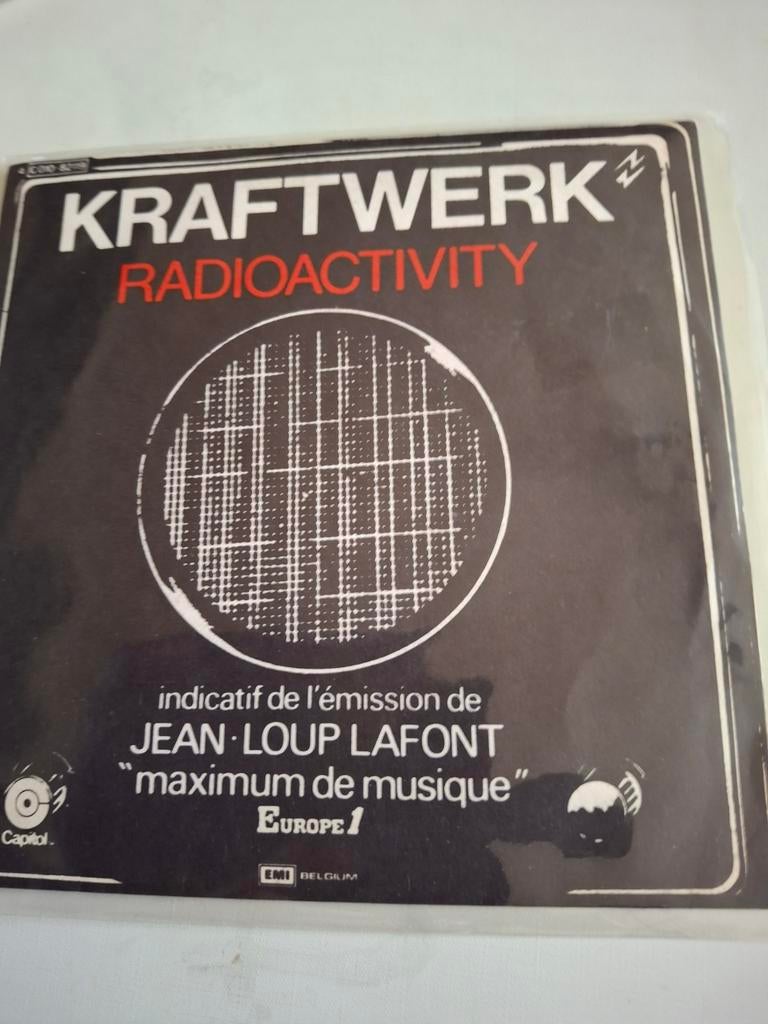 KRAFTWERK
RADIOACTIVITY
indicatif de l'émission de
JEAN·LOUP LAFONT
"maximum de musique"
EUROPE 1
Capitol
EMI BELGIUM